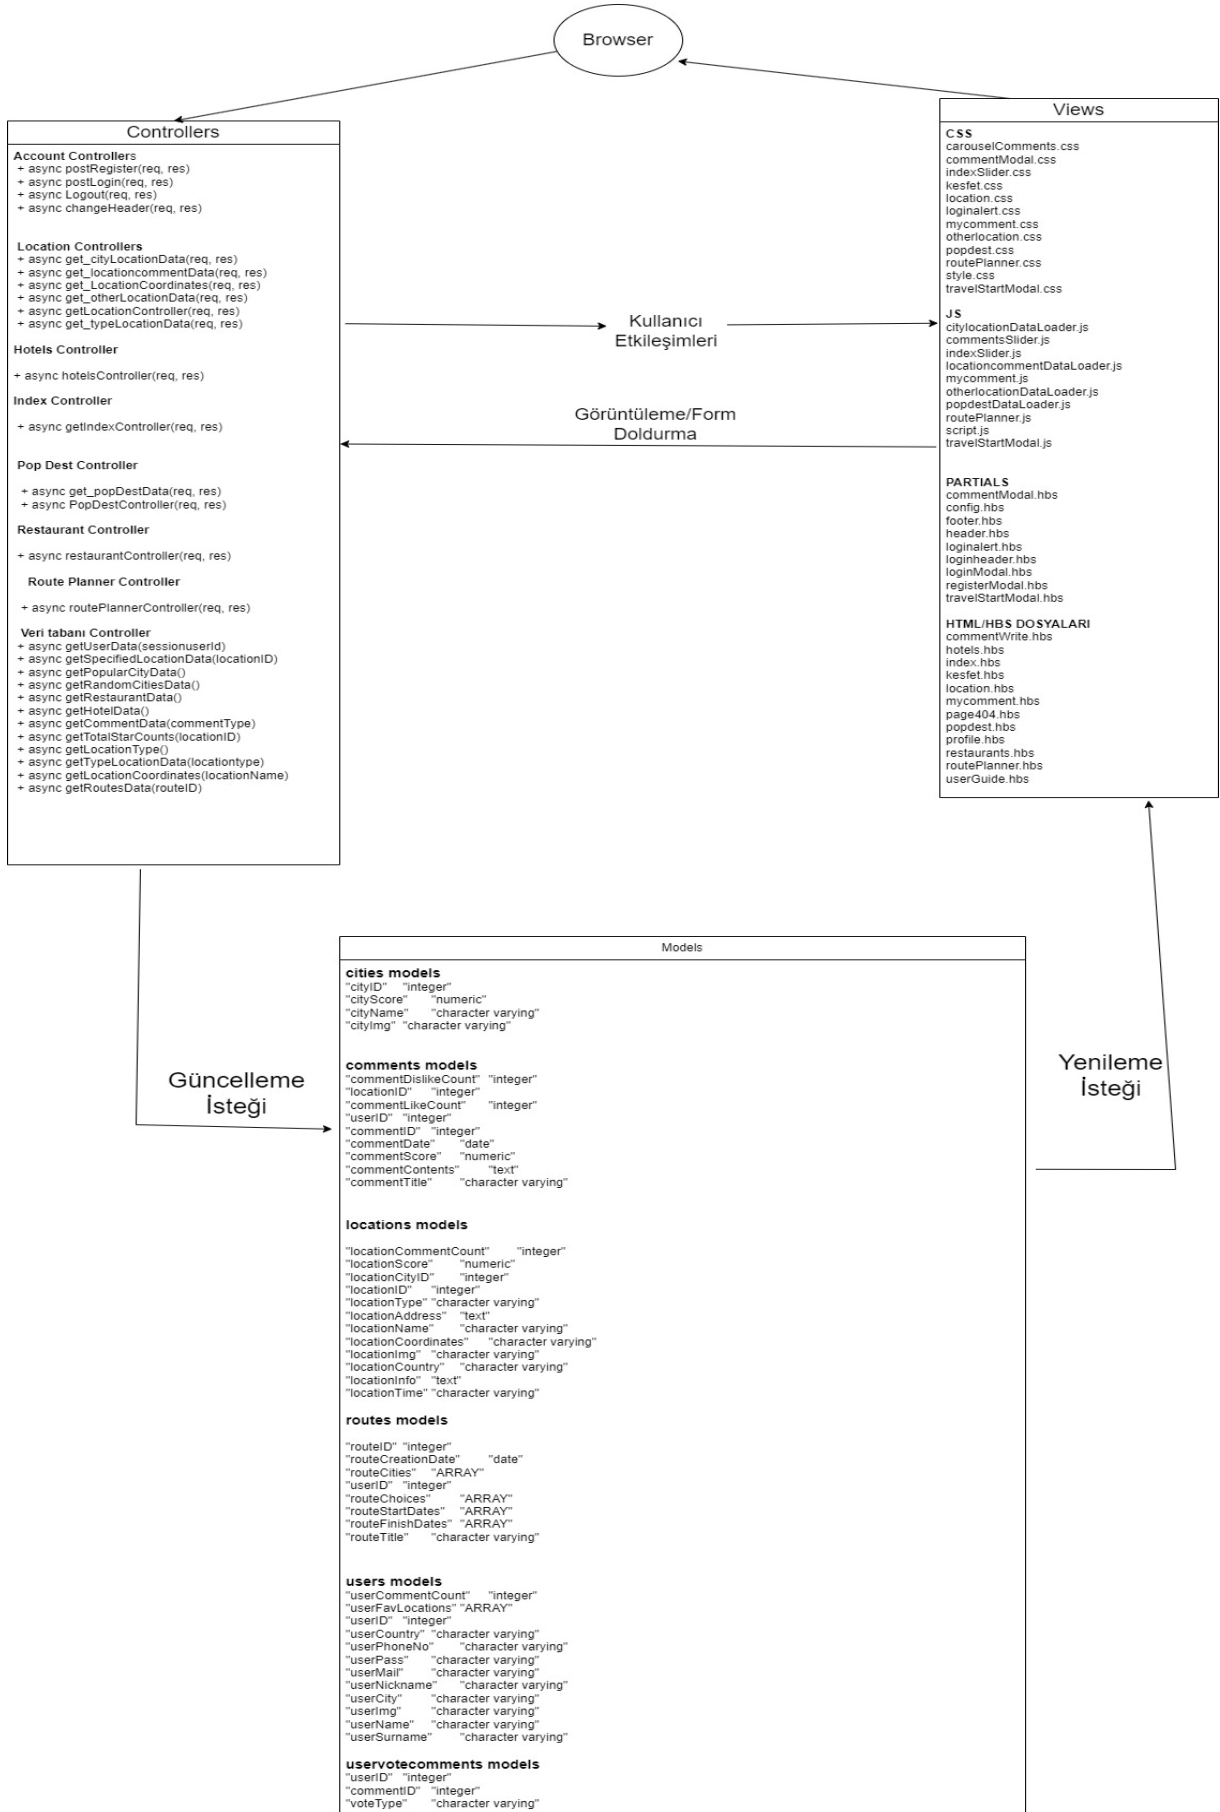 Browser
Controllers
Account Controllers
+ async postRegister(req, res)
+ async postLogin(req, res)
+ async Logout(req, res)
+ async changeHeader(req, res)
Location Controllers
+ async get_cityLocationData(req, res)
+ async get_locationcommentData(req, res)
+ async get_LocationCoordinates(req, res)
+ async get_otherLocationData(req, res)
+ async getLocationController(req, res)
+ async get_typeLocationData(req, res)
Hotels Controller
+ async hotelsController(req, res)
Index Controller
+ async getIndexController(req, res)
Pop Dest Controller
+ async get_popDestData(req, res)
+ async PopDestController(req, res)
Restaurant Controller
+ async restaurantController(req, res)
Route Planner Controller
+ async routePlannerController(req, res)
Veri tabanı Controller
+ async getUserData(sessionuserId)
+ async getSpecifiedLocationData(locationID)
+ async getPopularCityData()
+ async getRandomCitiesData()
+ async getRestaurantData()
+ async getHotelData()
+ async getCommentData(commentType)
+ async getTotalStarCounts(locationID)
+ async getLocationType()
+ async getTypeLocationData(locationtype)
+ async getLocationCoordinates(locationName)
+ async getRoutesData(routeID)
Kullanıcı
Etkileşimleri
Görüntüleme/Form
Doldurma
Views
CSS
carouselComments.css
commentModal.css
indexSlider.css
kesfet.css
location.css
loginalert.css
mycomment.css
otherlocation.css
popdest.css
routePlanner.css
style.css
travelStartModal.css
JS
citylocationDataLoader.js
commentsSlider.js
indexSlider.js
locationcommentDataLoader.js
mycomment.js
otherlocationDataLoader.js
popdestDataLoader.js
routePlanner.js
script.js
travelStartModal.js
PARTIALS
commentModal.hbs
config.hbs
footer.hbs
header.hbs
loginalert.hbs
loginheader.hbs
loginModal.hbs
registerModal.hbs
travelStartModal.hbs
HTML/HBS DOSYALARI
commentWrite.hbs
hotels.hbs
index.hbs
kesfet.hbs
location.hbs
mycomment.hbs
page404.hbs
popdest.hbs
profile.hbs
restaurants.hbs
routePlanner.hbs
userGuide.hbs
Güncelleme
İsteği
Yenileme
İsteği
Models
cities models
"cityID" "integer"
"cityScore" "numeric"
"cityName" "character varying"
"cityImg" "character varying"
comments models
"commentDislikeCount" "integer"
"locationID" "integer"
"commentLikeCount" "integer"
"userID" "integer"
"commentID" "integer"
"commentDate" "date"
"commentScore" "numeric"
"commentContents" "text"
"commentTitle" "character varying"
locations models
"locationCommentCount" "integer"
"locationScore" "numeric"
"locationCityID" "integer"
"locationID" "integer"
"locationType" "character varying"
"locationAddress" "text"
"locationName" "character varying"
"locationCoordinates" "character varying"
"locationImg" "character varying"
"locationCountry" "character varying"
"locationInfo" "text"
"locationTime" "character varying"
routes models
"routeID" "integer"
"routeCreationDate" "date"
"routeCities" "ARRAY"
"userID" "integer"
"routeChoices" "ARRAY"
"routeStartDates" "ARRAY"
"routeFinishDates" "ARRAY"
"routeTitle" "character varying"
users models
"userCommentCount" "integer"
"userFavLocations" "ARRAY"
"userID" "integer"
"userCountry" "character varying"
"userPhoneNo" "character varying"
"userPass" "character varying"
"userMail" "character varying"
"userNickname" "character varying"
"userCity" "character varying"
"userImg" "character varying"
"userName" "character varying"
"userSurname" "character varying"
uservotecomments models
"userID" "integer"
"commentID" "integer"
"voteType" "character varying"